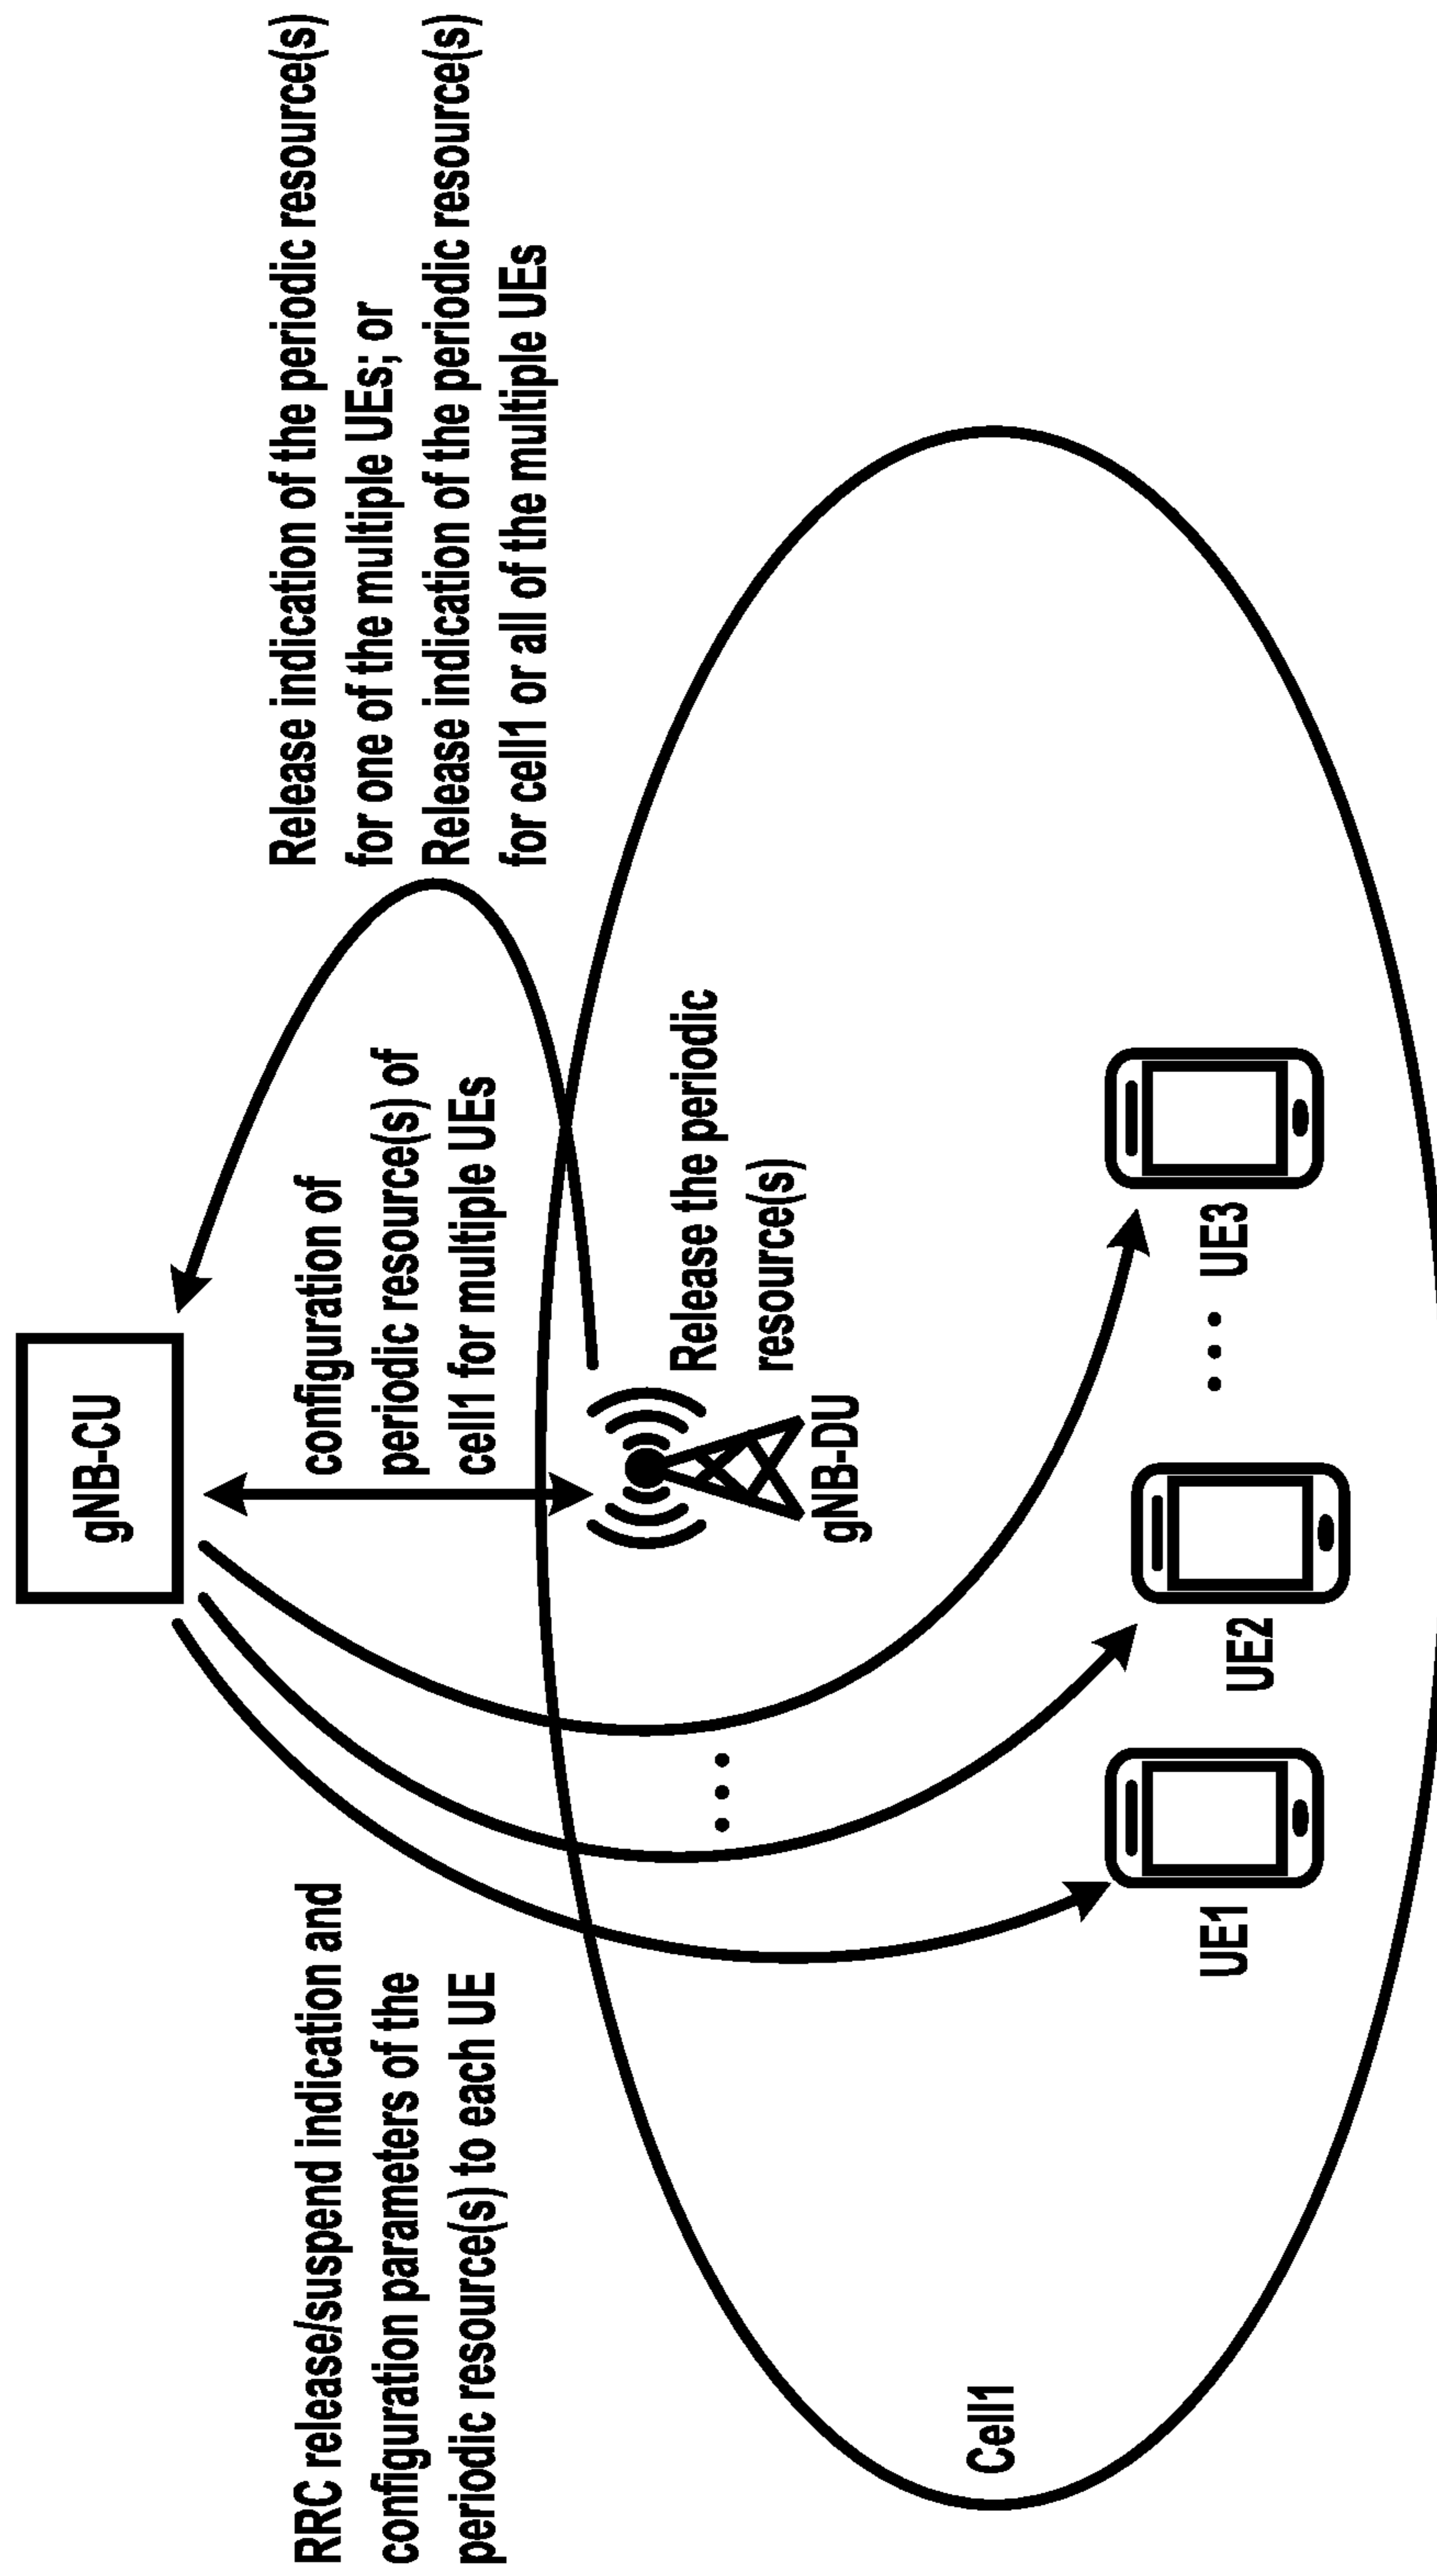 gNB-CU
RRC release/suspend indication and
configuration parameters of the
periodic resource(s) to each UE
configuration of
periodic resource(s) of
cell1 for multiple UEs
Release indication of the periodic resource(s)
for one of the multiple UEs; or
Release indication of the periodic resource(s)
for cell1 or all of the multiple UEs
Release the periodic
resource(s)
gNB-DU
Cell1
UE1
UE2
UE3